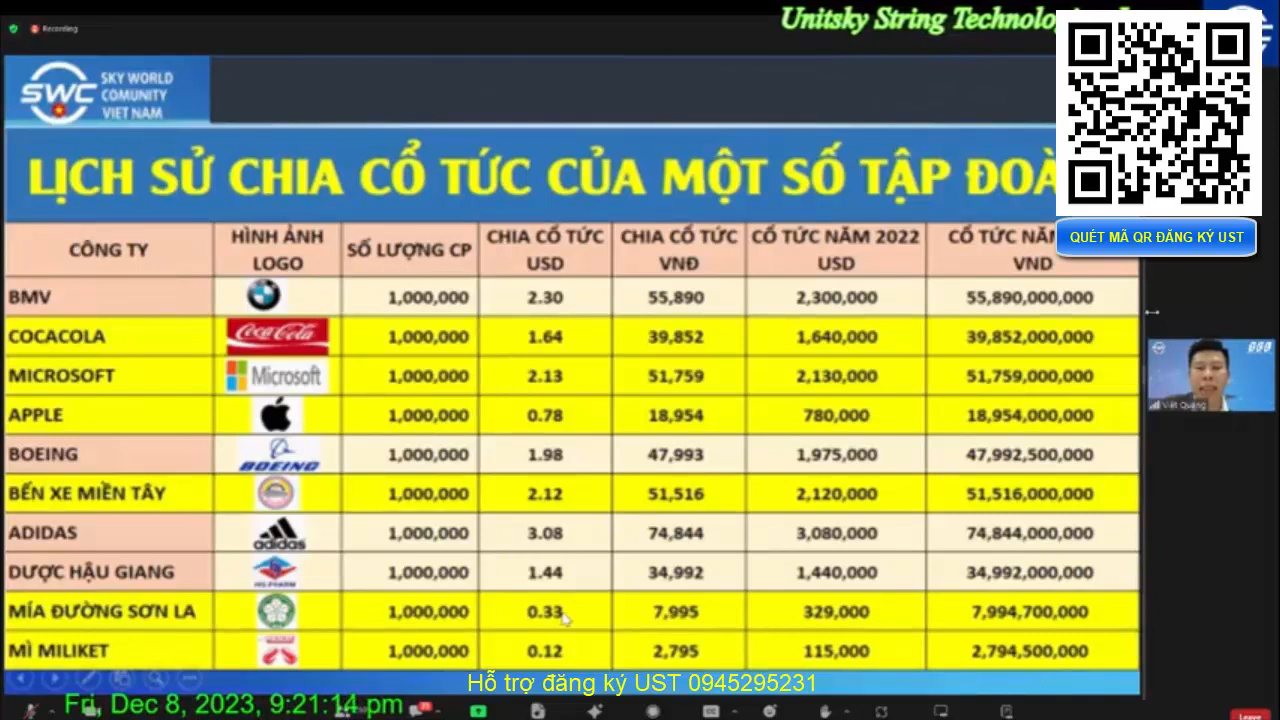 Unitsky String Technolo
Recording
SWC
SKY WORLD
COMUNITY
VIET NAM
LỊCH SỬ CHIA CỔ TỨC CỦA MỘT SỐ TẬP ĐOÀ
QUÉT MÃ QR ĐĂNG KÝ UST
CÔNG TY HÌNH ẢNH LOGO SỐ LƯỢNG CP CHIA CỔ TỨC USD CHIA CỔ TỨC VNĐ CỔ TỨC NĂM 2022 USD CỔ TỨC NĂ VND
BMV 1,000,000 2.30 55,890 2,300,000 55,890,000,000
COCACOLA Coca-Cola 1,000,000 1.64 39,852 1,640,000 39,852,000,000
MICROSOFT Microsoft 1,000,000 2.13 51,759 2,130,000 51,759,000,000
APPLE 1,000,000 0.78 18,954 780,000 18,954,000,000
BOEING BOEING 1,000,000 1.98 47,993 1,975,000 47,992,500,000
BẾN XE MIỀN TÂY 1,000,000 2.12 51,516 2,120,000 51,516,000,000
ADIDAS adidas 1,000,000 3.08 74,844 3,080,000 74,844,000,000
DƯỢC HẬU GIANG 1,000,000 1.44 34,992 1,440,000 34,992,000,000
MÍA ĐƯỜNG SƠN LA 1,000,000 0.33 7,995 329,000 7,994,700,000
MÌ MILIKET 1,000,000 0.12 2,795 115,000 2,794,500,000
Việt Quang
Hỗ trợ đăng ký UST 0945295231
Fri, Dec 8, 2023, 9:21:14 pm
Leave